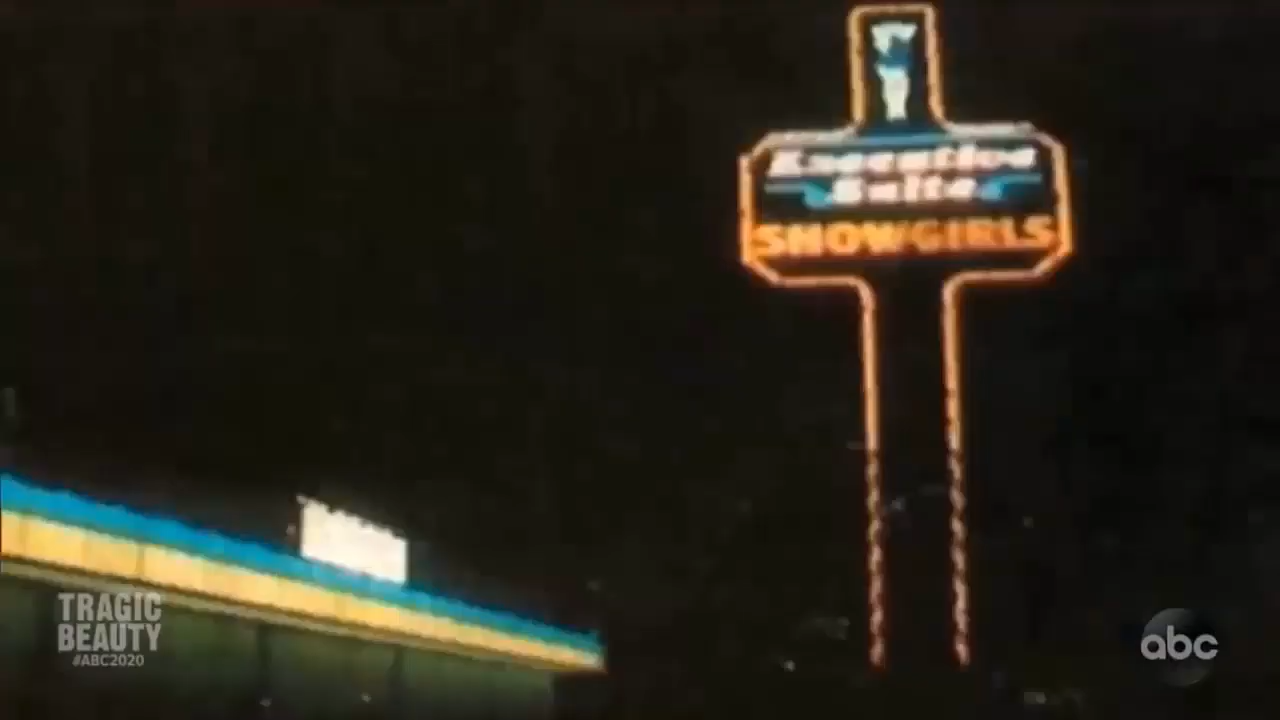 Executive
Suite
SHOWGIRLS
TRAGIC
BEAUTY
#ABC2020
abc